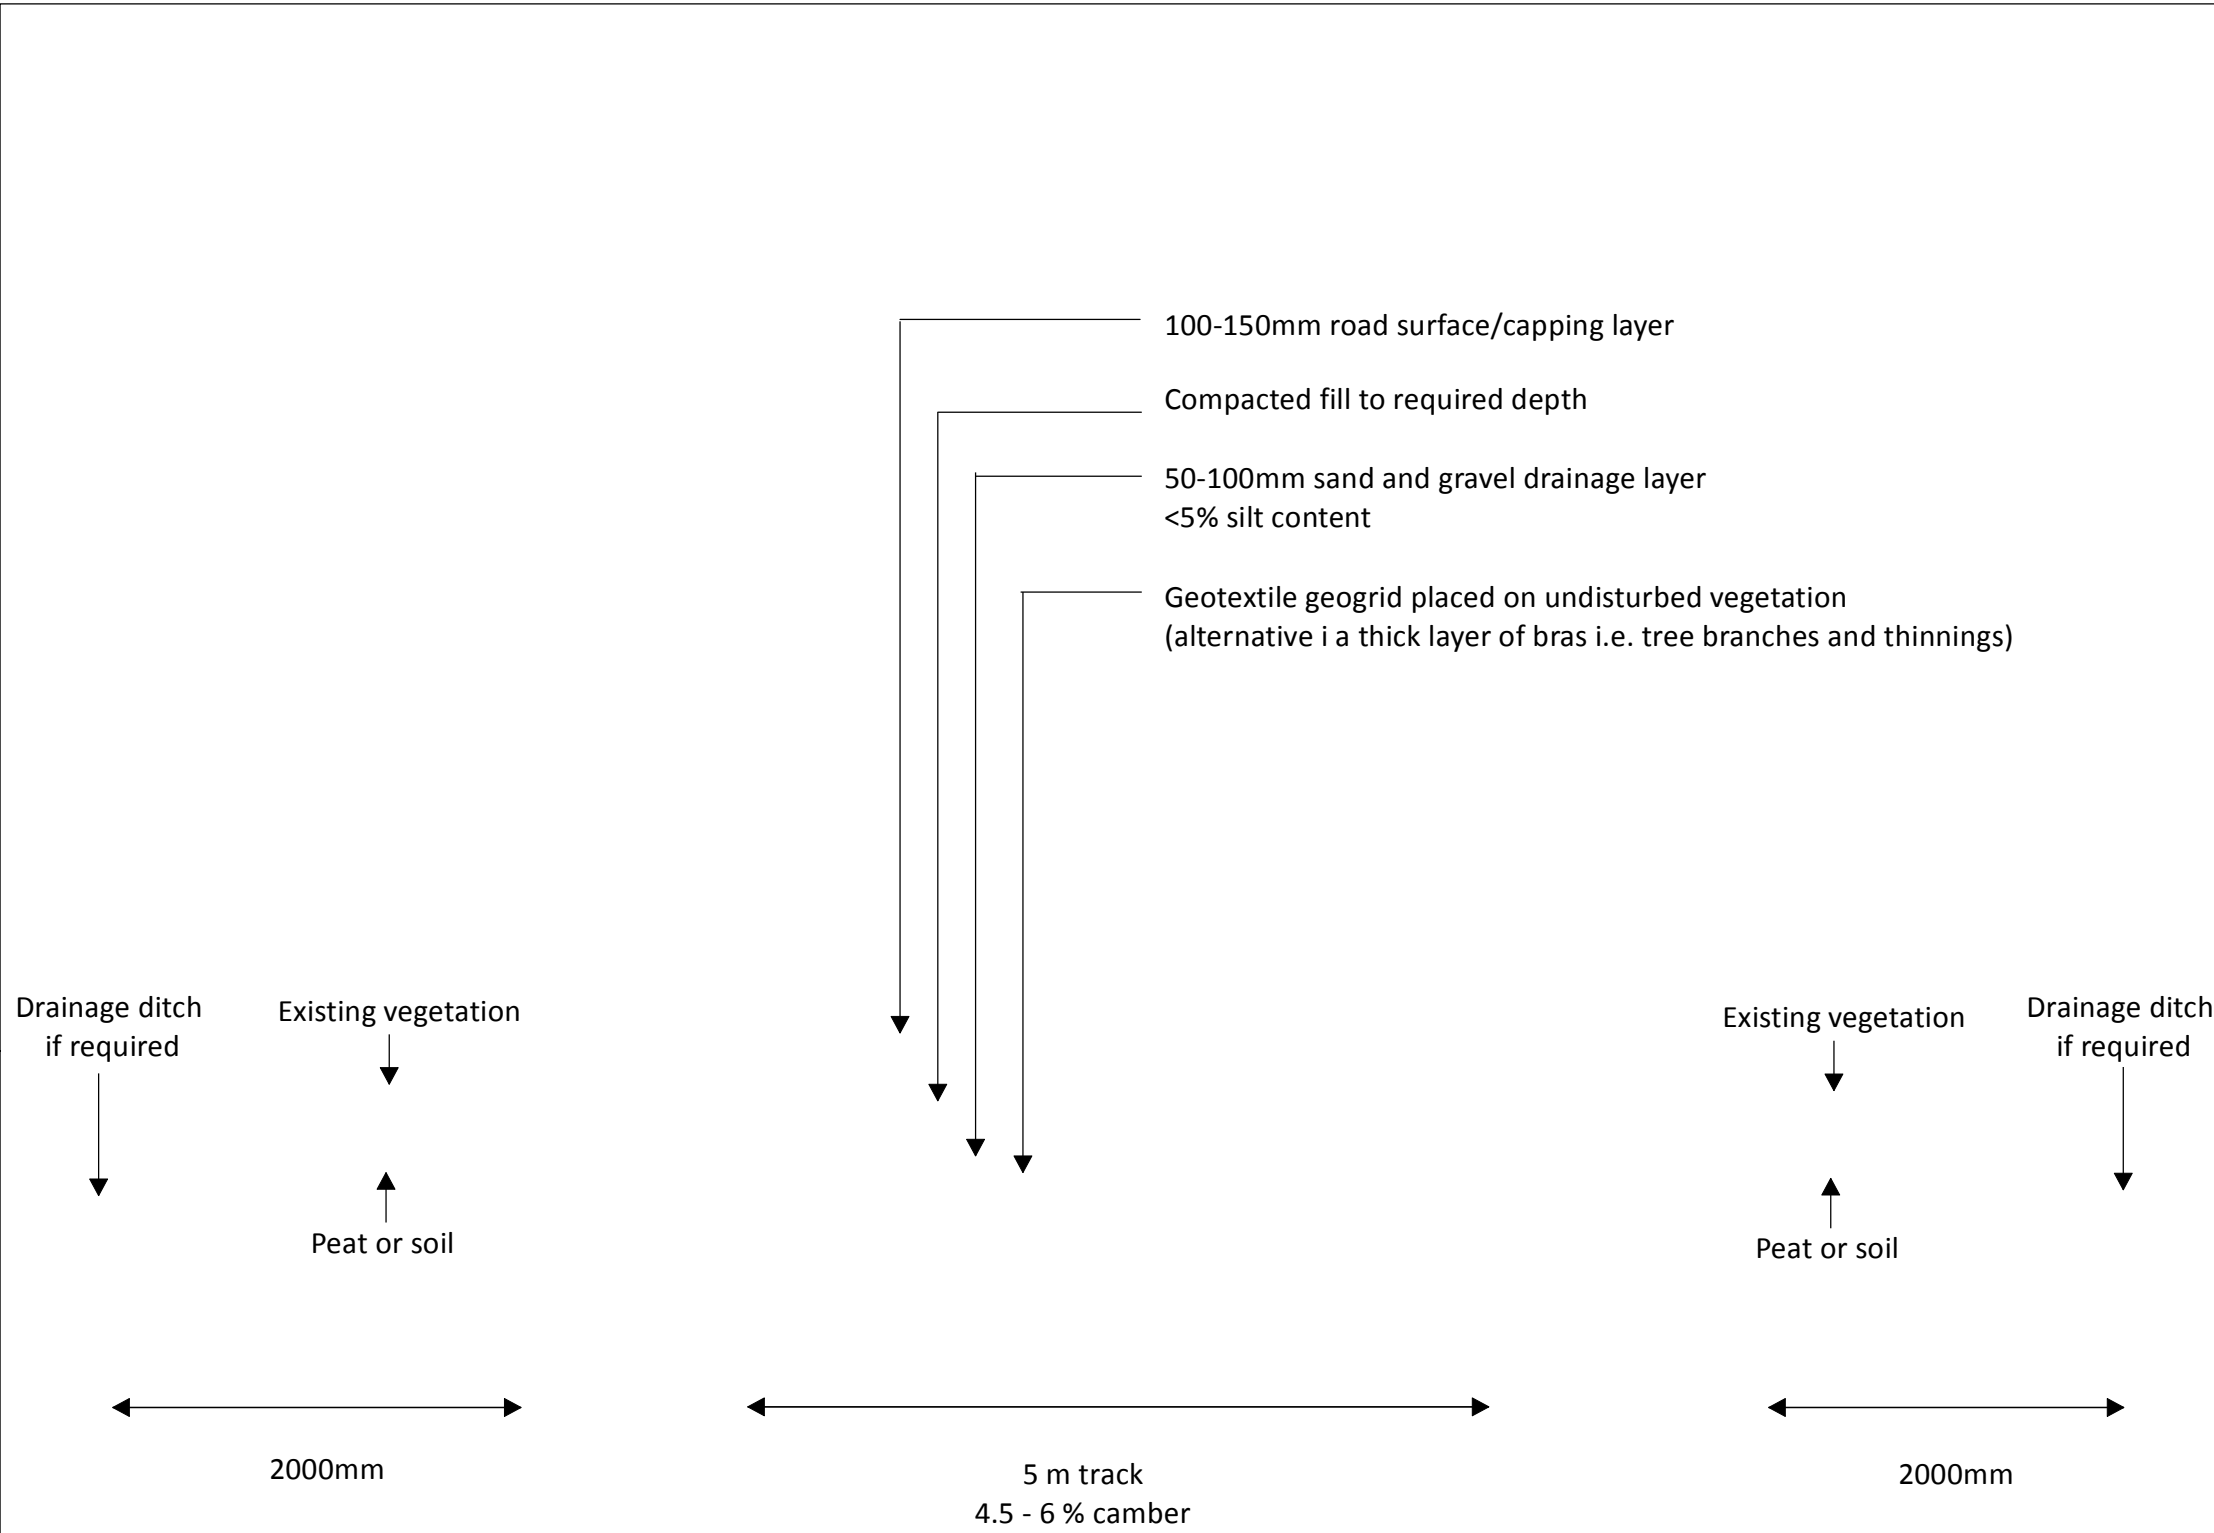 100-150mm road surface/capping layer
Compacted fill to required depth
50-100mm sand and gravel drainage layer
<5% silt content
Geotextile geogrid placed on undisturbed vegetation
(alternative i a thick layer of bras i.e. tree branches and thinnings)
Drainage ditch
if required
Existing vegetation
Existing vegetation
Drainage ditch
if required
Peat or soil
Peat or soil
2000mm
5 m track
4.5 - 6 % camber
2000mm